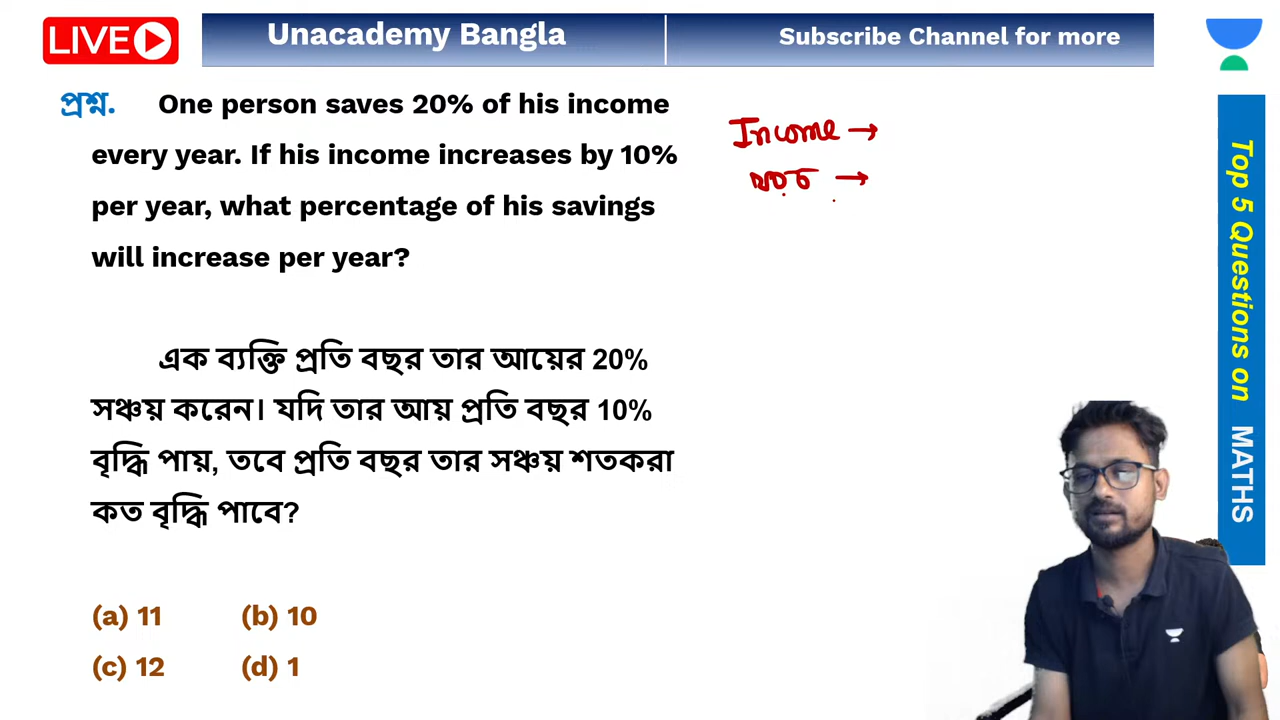 LIVE
Unacademy Bangla
Subscribe Channel for more
প্রশ্ন. One person saves 20% of his income
every year. If his income increases by 10%
per year, what percentage of his savings
will increase per year?
Income →
→
এক ব্যক্তি প্রতি বছর তার আয়ের 20%
সঞ্চয় করেন। যদি তার আয় প্রতি বছর 10%
বৃদ্ধি পায়, তবে প্রতি বছর তার সঞ্চয় শতকরা
কত বৃদ্ধি পাবে?
(a) 11 (b) 10
(c) 12 (d) 1
Top 5 Questions on MATHS